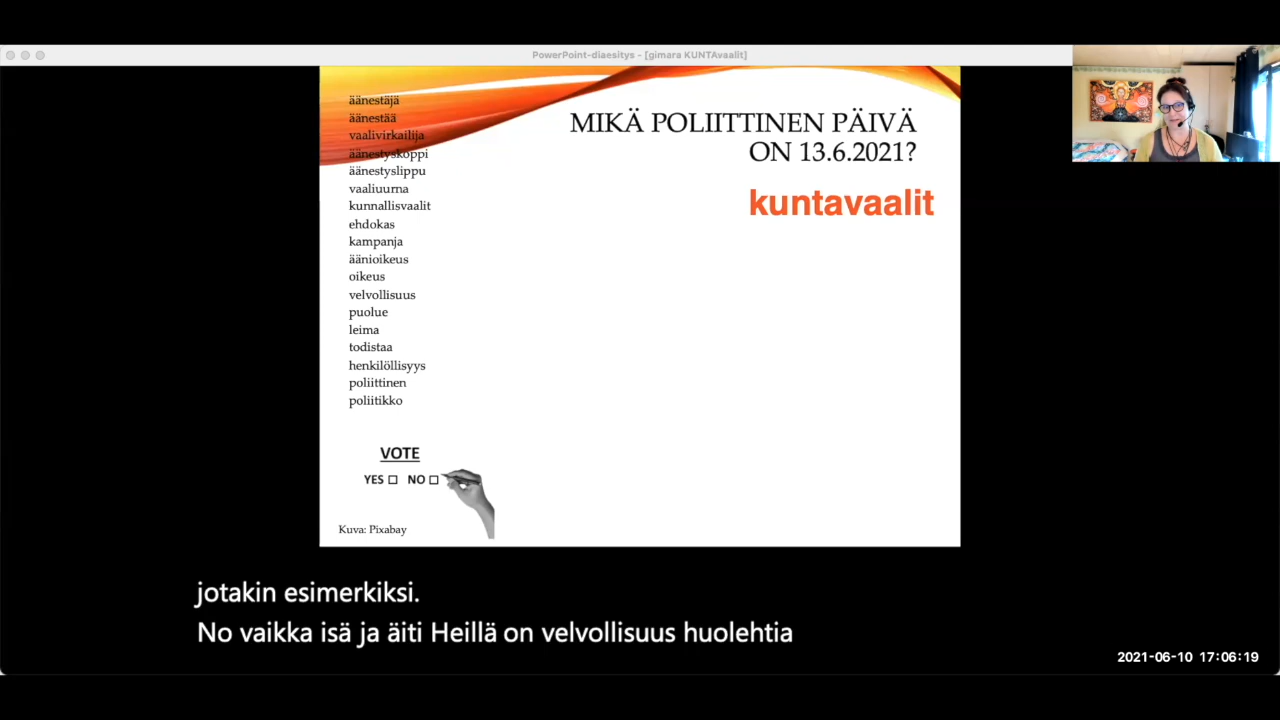 PowerPoint-diaesitys - [gimara KUNTAvaalit]
äänestäjä
äänestää
vaalivirkailija
äänestyskoppi
äänestyslippu
vaaliuurna
kunnallisvaalit
ehdokas
kampanja
äänioikeus
oikeus
velvollisuus
puolue
leima
todistaa
henkilöllisyys
poliittinen
poliitikko
MIKÄ POLIITTINEN PÄIVÄ
ON 13.6.2021?
kuntavaalit
VOTE
YES NO
Kuva: Pixabay
jotakin esimerkiksi.
No vaikka isä ja äiti Heillä on velvollisuus huolehtia
2021-06-10 17:06:19